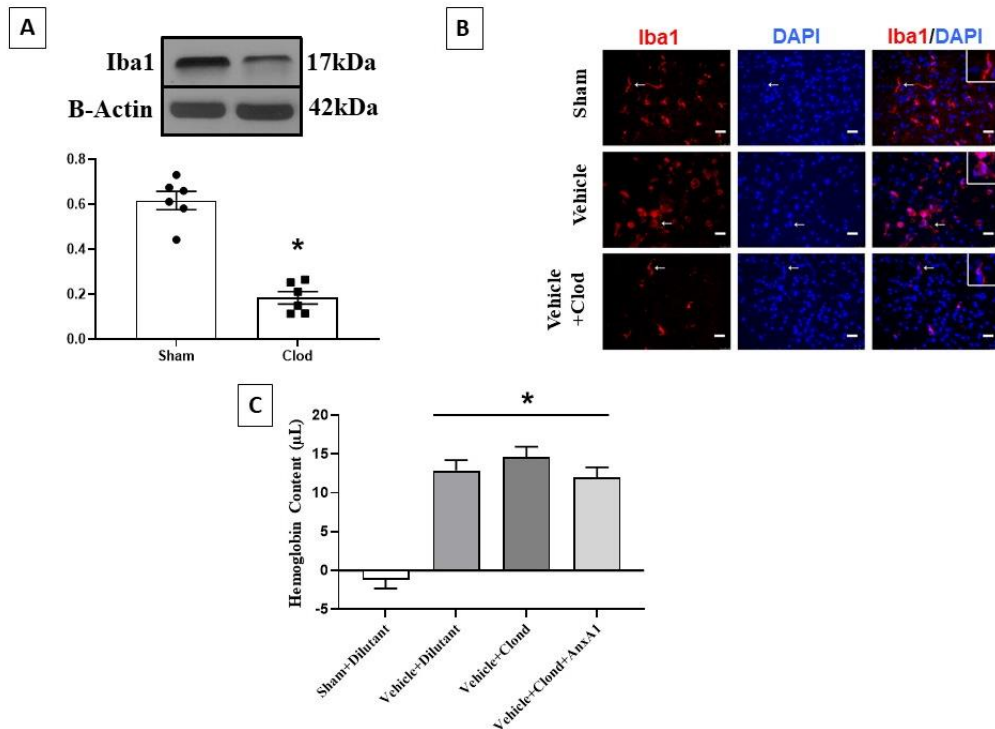 A
Iba1
17kDa
B-Actin
42kDa
0.8
0.6
0.4
0.2
0.0
*
Sham
Clod
B
Iba1
DAPI
Iba1/DAPI
Sham
Vehicle
Vehicle
+Clod
C
Hemoglobin Content (µL)
20
15
10
5
0
-5
*
Sham+Dilutant
Vehicle+Dilutant
Vehicle+Clond
Vehicle+Clond+AnxA1